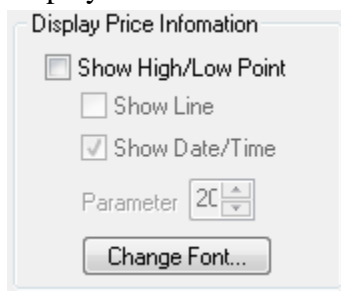 Display Price Infomation
Show High/Low Point
Show Line
Show Date/Time
Parameter
Change Font...